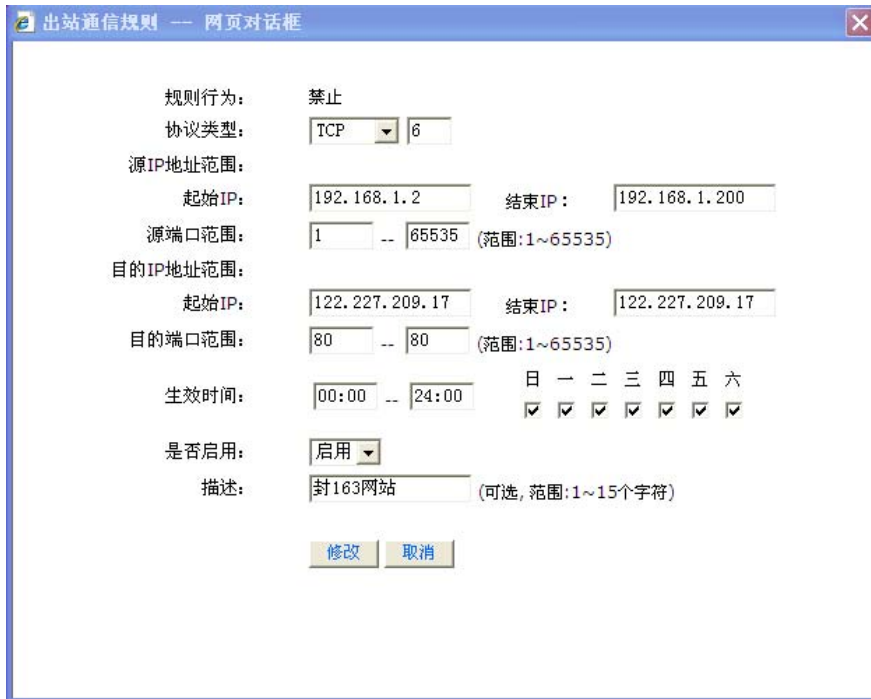 出站通信规则 -- 网页对话框
规则行为： 禁止
协议类型： TCP 6
源IP地址范围：
起始IP： 192.168.1.2 结束IP： 192.168.1.200
源端口范围： 1 -- 65535 (范围:1~65535)
目的IP地址范围：
起始IP： 122.227.209.17 结束IP： 122.227.209.17
目的端口范围： 80 -- 80 (范围:1~65535)
日 一 二 三 四 五 六
生效时间： 00:00 -- 24:00
是否启用： 启用
描述： 封163网站 (可选,范围:1~15个字符)
修改 取消